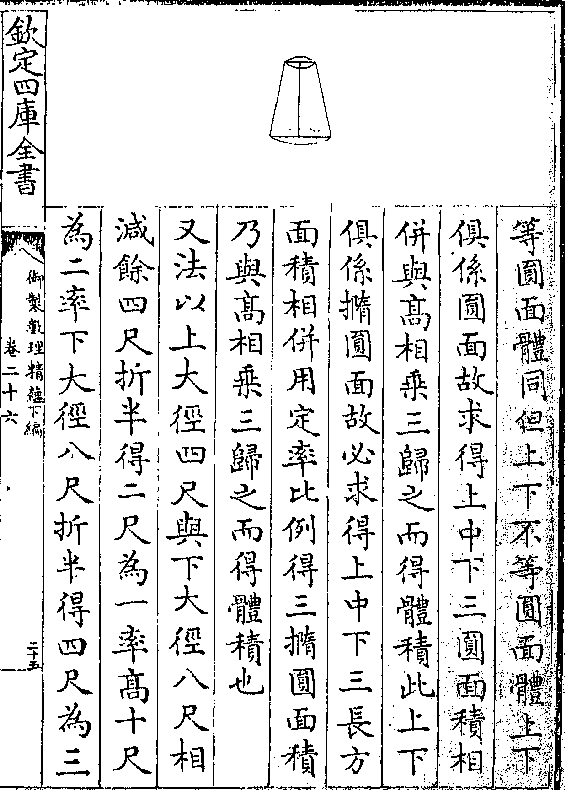 等圓面體同但上下不等圓面體上下
俱係圓面故求得上中下三圓面積相
併與髙相乗三歸之而得體積此上下
俱係撱圓面故必求得上中下三長方
面積相併用定率比例得三撱圓面積
乃與髙相乗三歸之而得體積也
又法以上大徑四尺與下大徑八尺相
減餘四尺折半得二尺為一率髙十尺
為二率下大徑八尺折半得四尺為三
欽定四庫全書
御製數理精蘊下編
卷二十六
二十五